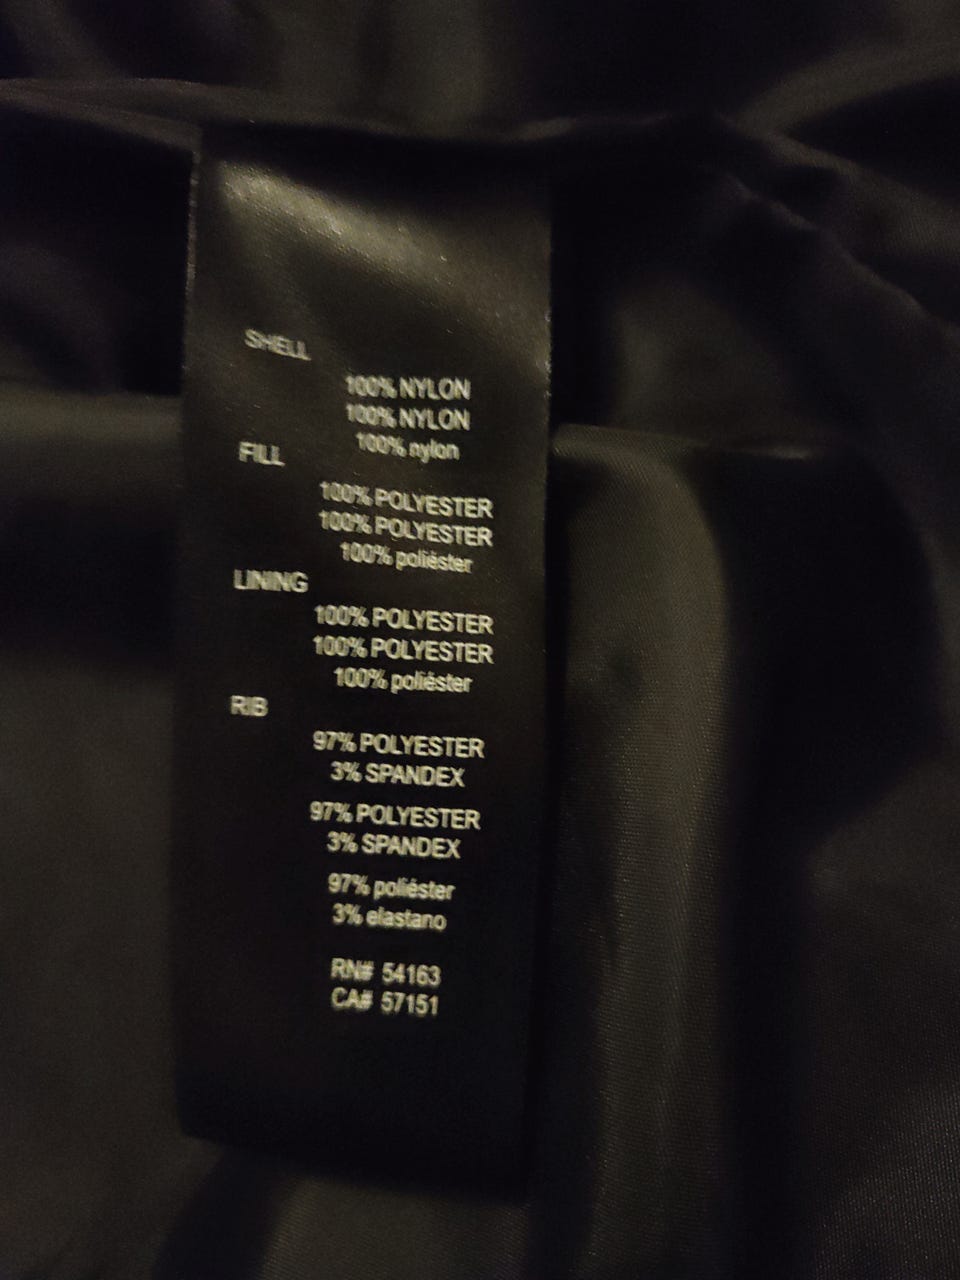 SHELL
100% NYLON
100% NYLON
100% nylon
FILL
100% POLYESTER
100% POLYESTER
100% poliéster
LINING
100% POLYESTER
100% POLYESTER
100% poliéster
RIB
97% POLYESTER
3% SPANDEX
97% POLYESTER
3% SPANDEX
97% poliéster
3% elastano
RN# 54163
CA# 57151